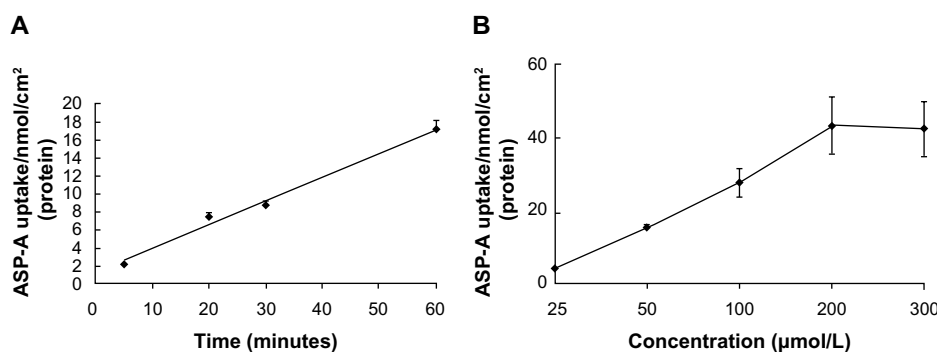 A
ASP-A uptake/nmol/cm²
(protein)
20
18
16
14
12
10
8
6
4
2
0
0 10 20 30 40 50 60
Time (minutes)
B
ASP-A uptake/nmol/cm²
(protein)
60
40
20
0
25 50 100 200 300
Concentration (µmol/L)